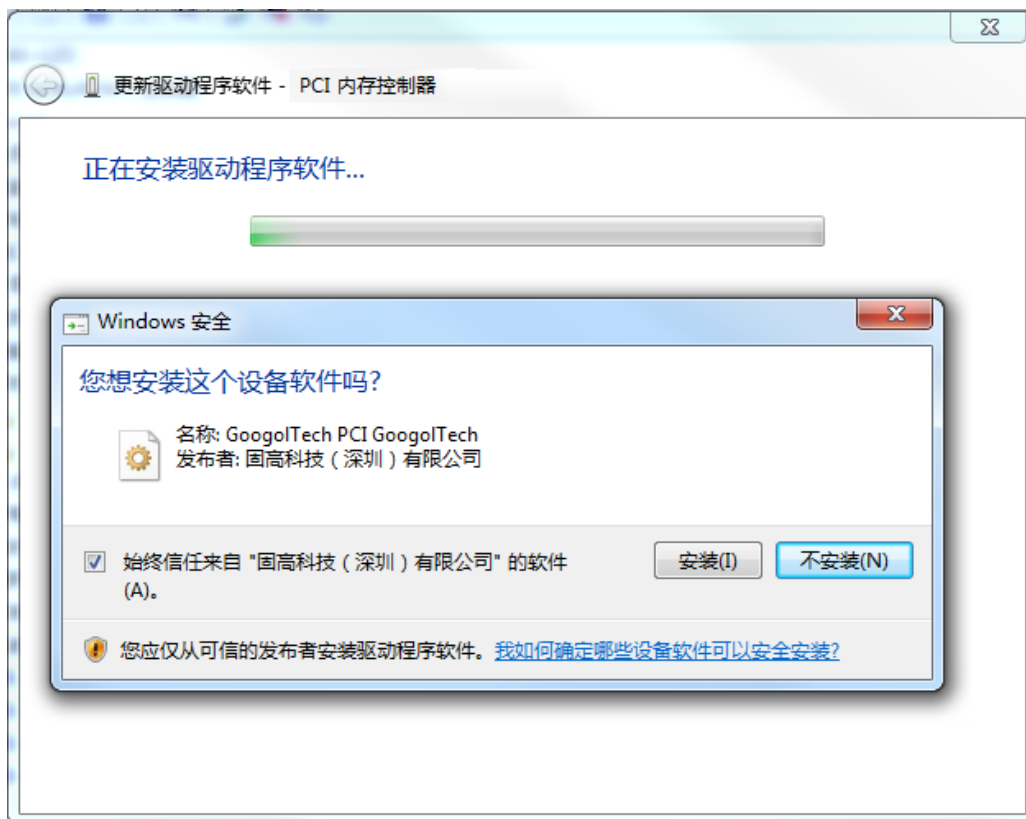 更新驱动程序软件 - PCI 内存控制器
正在安装驱动程序软件...
Windows 安全
您想安装这个设备软件吗?
名称: GoogolTech PCI GoogolTech
发布者: 固高科技（深圳）有限公司
始终信任来自 "固高科技（深圳）有限公司" 的软件
(A)。
安装(I)
不安装(N)
您应仅从可信的发布者安装驱动程序软件。我如何确定哪些设备软件可以安全安装?